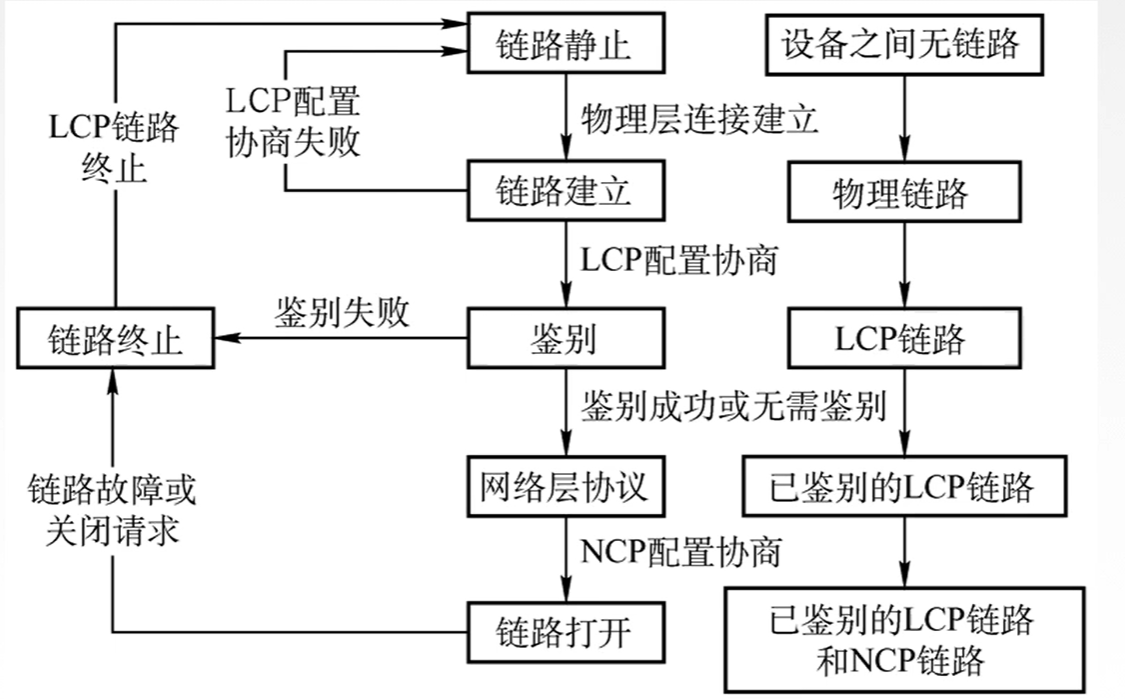 链路静止
设备之间无链路
LCP配置
协商失败
物理层连接建立
LCP链路
终止
链路建立
物理链路
LCP配置协商
鉴别失败
链路终止
鉴别
LCP链路
鉴别成功或无需鉴别
网络层协议
已鉴别的LCP链路
链路故障或
关闭请求
NCP配置协商
链路打开
已鉴别的LCP链路
和NCP链路